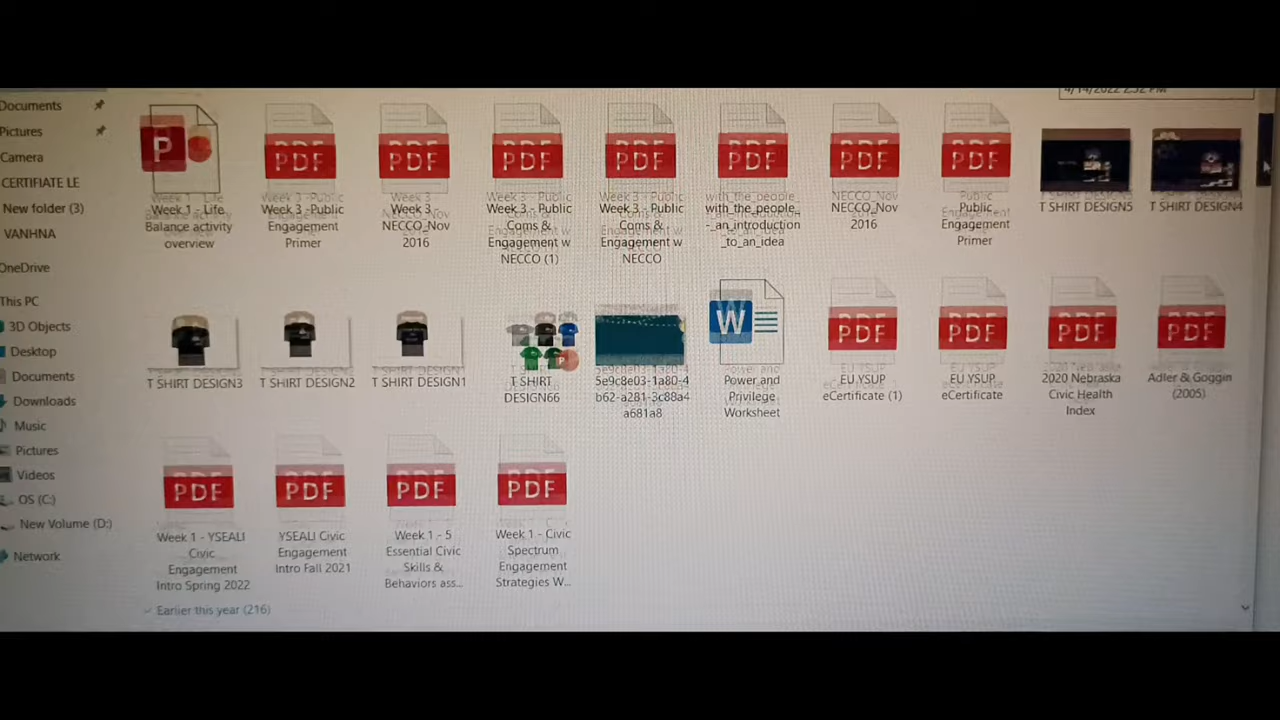 4/14/2022 2:32 PM
Documents
Pictures
Camera
CERTIFIATE LE
New folder (3)
VANHNA
OneDrive
This PC
3D Objects
Desktop
Documents
Downloads
Music
Pictures
Videos
OS (C:)
New Volume (D:)
Network
Week 1 - Life
Balance activity
overview
PDF
Week 3 -Public
Engagement
Primer
PDF
Week 3
NECCO_Nov
2016
PDF
Week 3 - Public
Coms &
Engagement w
NECCO (1)
PDF
Week 3 - Public
Coms &
Engagement w
NECCO
PDF
with_the_people_
-_an_introduction
_to_an_idea
PDF
NECCO_Nov
2016
PDF
Public
Engagement
Primer
T SHIRT DESIGN5
T SHIRT DESIGN4
T SHIRT DESIGN3
T SHIRT DESIGN2
T SHIRT DESIGN1
T SHIRT
DESIGN66
5e9c8e03-1a80-4
b62-a281-3c88a4
a681a8
W
Power and
Privilege
Worksheet
PDF
EU YSUP
eCertificate (1)
PDF
EU YSUP
eCertificate
PDF
2020 Nebraska
Civic Health
Index
PDF
Adler & Goggin
(2005)
PDF
Week 1 - YSEALI
Civic
Engagement
Intro Spring 2022
PDF
YSEALI Civic
Engagement
Intro Fall 2021
PDF
Week 1 - 5
Essential Civic
Skills &
Behaviors ass...
PDF
Week 1 - Civic
Spectrum
Engagement
Strategies W...
Earlier this year (216)